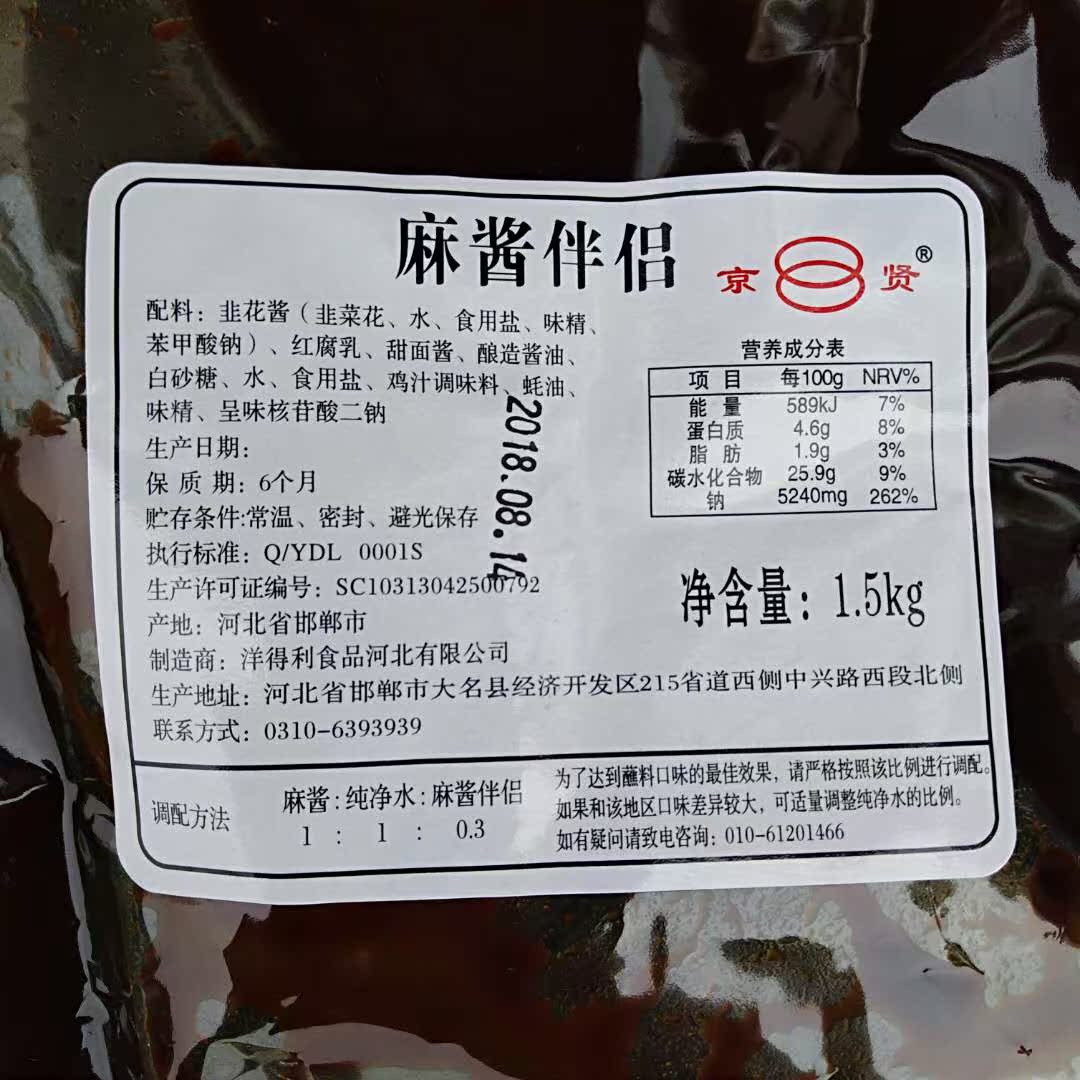 麻酱伴侣
京 贤®
配料：韭花酱（韭菜花、水、食用盐、味精、
苯甲酸钠）、红腐乳、甜面酱、酿造酱油、
白砂糖、水、食用盐、鸡汁调味料、蚝油、
味精、呈味核苷酸二钠
生产日期：
2018.08.14
保 质 期：6个月
贮存条件:常温、密封、避光保存
执行标准：Q/YDL 0001S
生产许可证编号：SC10313042500792
产地：河北省邯郸市
制造商：洋得利食品河北有限公司
生产地址：河北省邯郸市大名县经济开发区215省道西侧中兴路西段北侧
联系方式：0310-6393939
营养成分表
项 目 每100g NRV%
能 量 589kJ 7%
蛋白质 4.6g 8%
脂 肪 1.9g 3%
碳水化合物 25.9g 9%
钠 5240mg 262%
净含量：1.5kg
调配方法
麻酱:纯净水:麻酱伴侣
1 : 1 : 0.3
为了达到蘸料口味的最佳效果，请严格按照该比例进行调配。
如果和该地区口味差异较大，可适量调整纯净水的比例。
如有疑问请致电咨询：010-61201466